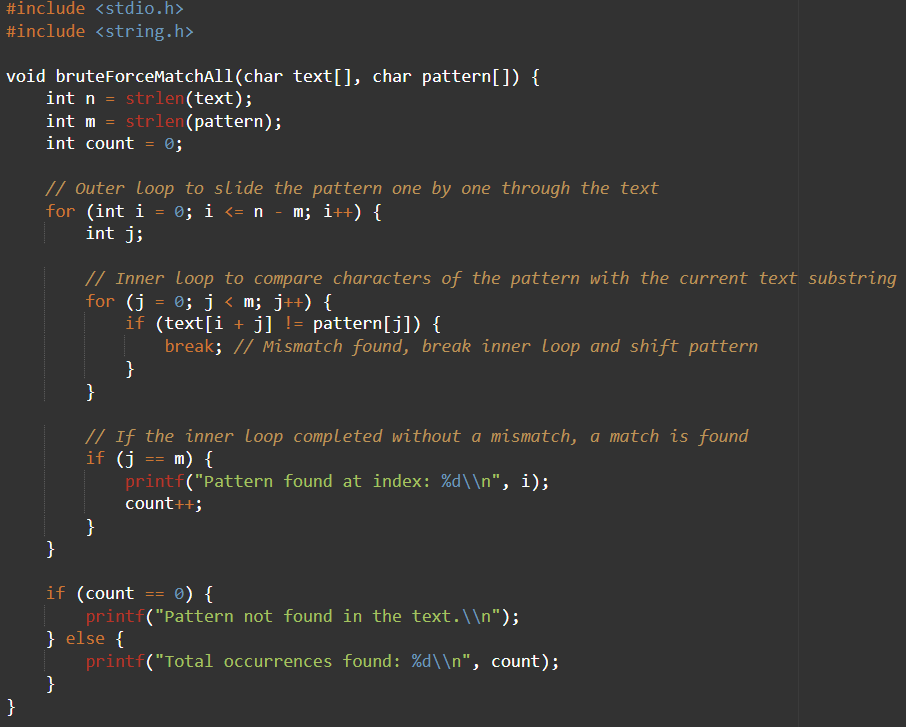 #include <stdio.h>
#include <string.h>

void bruteForceMatchAll(char text[], char pattern[]) {
    int n = strlen(text);
    int m = strlen(pattern);
    int count = 0;

    // Outer loop to slide the pattern one by one through the text
    for (int i = 0; i <= n - m; i++) {
        int j;

        // Inner loop to compare characters of the pattern with the current text substring
        for (j = 0; j < m; j++) {
            if (text[i + j] != pattern[j]) {
                break; // Mismatch found, break inner loop and shift pattern
            }
        }

        // If the inner loop completed without a mismatch, a match is found
        if (j == m) {
            printf("Pattern found at index: %d\\n", i);
            count++;
        }
    }

    if (count == 0) {
        printf("Pattern not found in the text.\\n");
    } else {
        printf("Total occurrences found: %d\\n", count);
    }
}